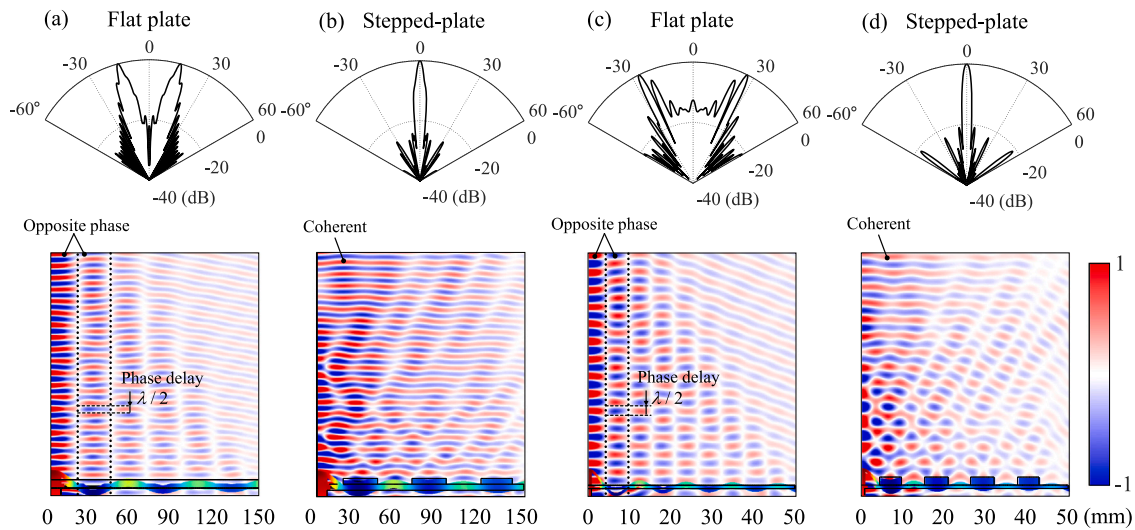 (a) Flat plate (b) Stepped-plate (c) Flat plate (d) Stepped-plate
0 0 0 0
-30 30 -30 30 -30 30 -30 30
-60° 60 -60° 60 -60° 60 -60° 60
0 0 0 0
-20 -20 -20 -20
-40 (dB) -40 (dB) -40 (dB) -40 (dB)
Opposite phase Coherent Opposite phase Coherent
1
Phase delay Phase delay
λ / 2 λ / 2
-1
0 30 60 90 120 150 0 30 60 90 120 150 0 10 20 30 40 50 0 10 20 30 40 50 (mm)